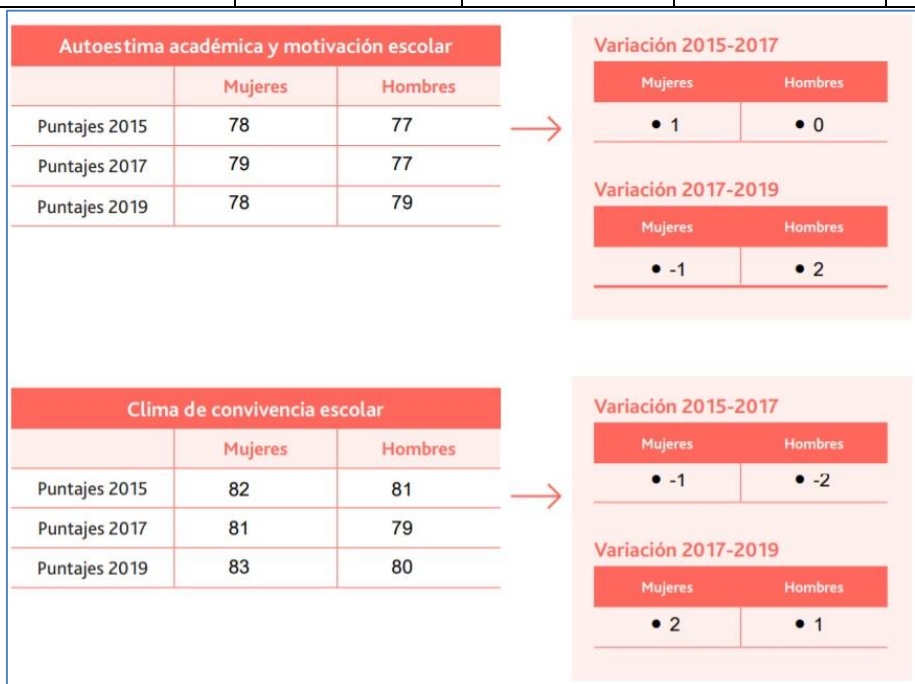 Autoestima académica y motivación escolar
Mujeres Hombres
Puntajes 2015 78 77
Puntajes 2017 79 77
Puntajes 2019 78 79
Variación 2015-2017
Mujeres Hombres
• 1 • 0
Variación 2017-2019
Mujeres Hombres
• -1 • 2
Clima de convivencia escolar
Mujeres Hombres
Puntajes 2015 82 81
Puntajes 2017 81 79
Puntajes 2019 83 80
Variación 2015-2017
Mujeres Hombres
• -1 • -2
Variación 2017-2019
Mujeres Hombres
• 2 • 1